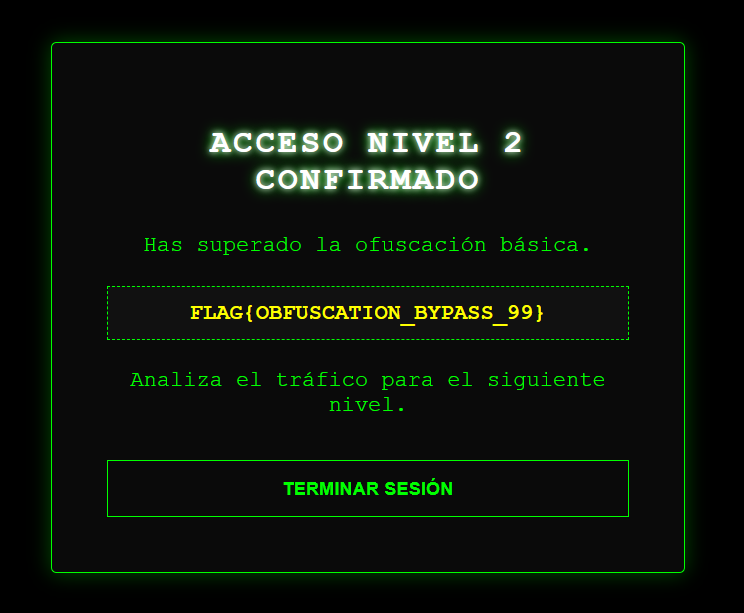 ACCESO NIVEL 2
CONFIRMADO
Has superado la ofuscación básica.
FLAG{OBFUSCATION_BYPASS_99}
Analiza el tráfico para el siguiente
nivel.
TERMINAR SESIÓN